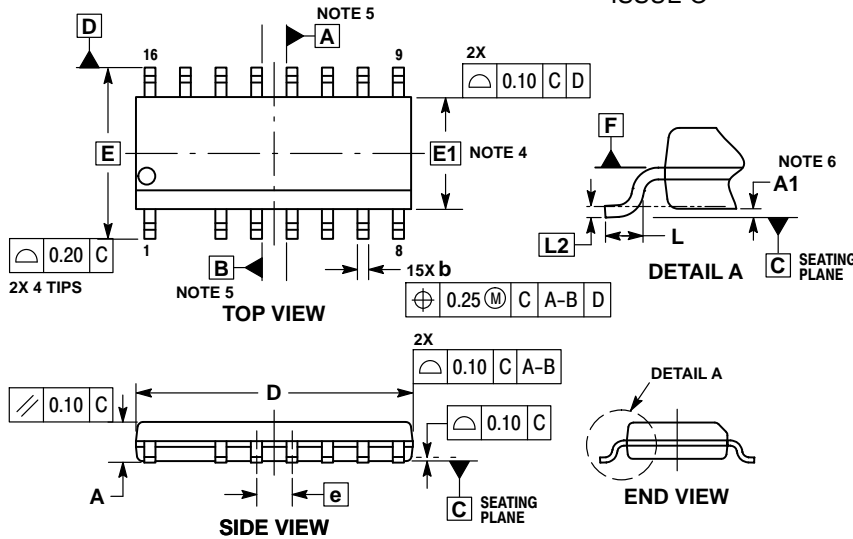 ISSUE O
NOTE 5
D
A
16
9
2X
⌓ 0.10 C D
E
E1 NOTE 4
F
NOTE 6
A1
L2
L
C SEATING
PLANE
DETAIL A
1
8
⌓ 0.20 C
2X 4 TIPS
B
NOTE 5
15X b
⌖ 0.25 Ⓜ C A-B D
TOP VIEW
2X
⌓ 0.10 C A-B
D
⫽ 0.10 C
⌓ 0.10 C
DETAIL A
A
e
C SEATING
PLANE
SIDE VIEW
END VIEW